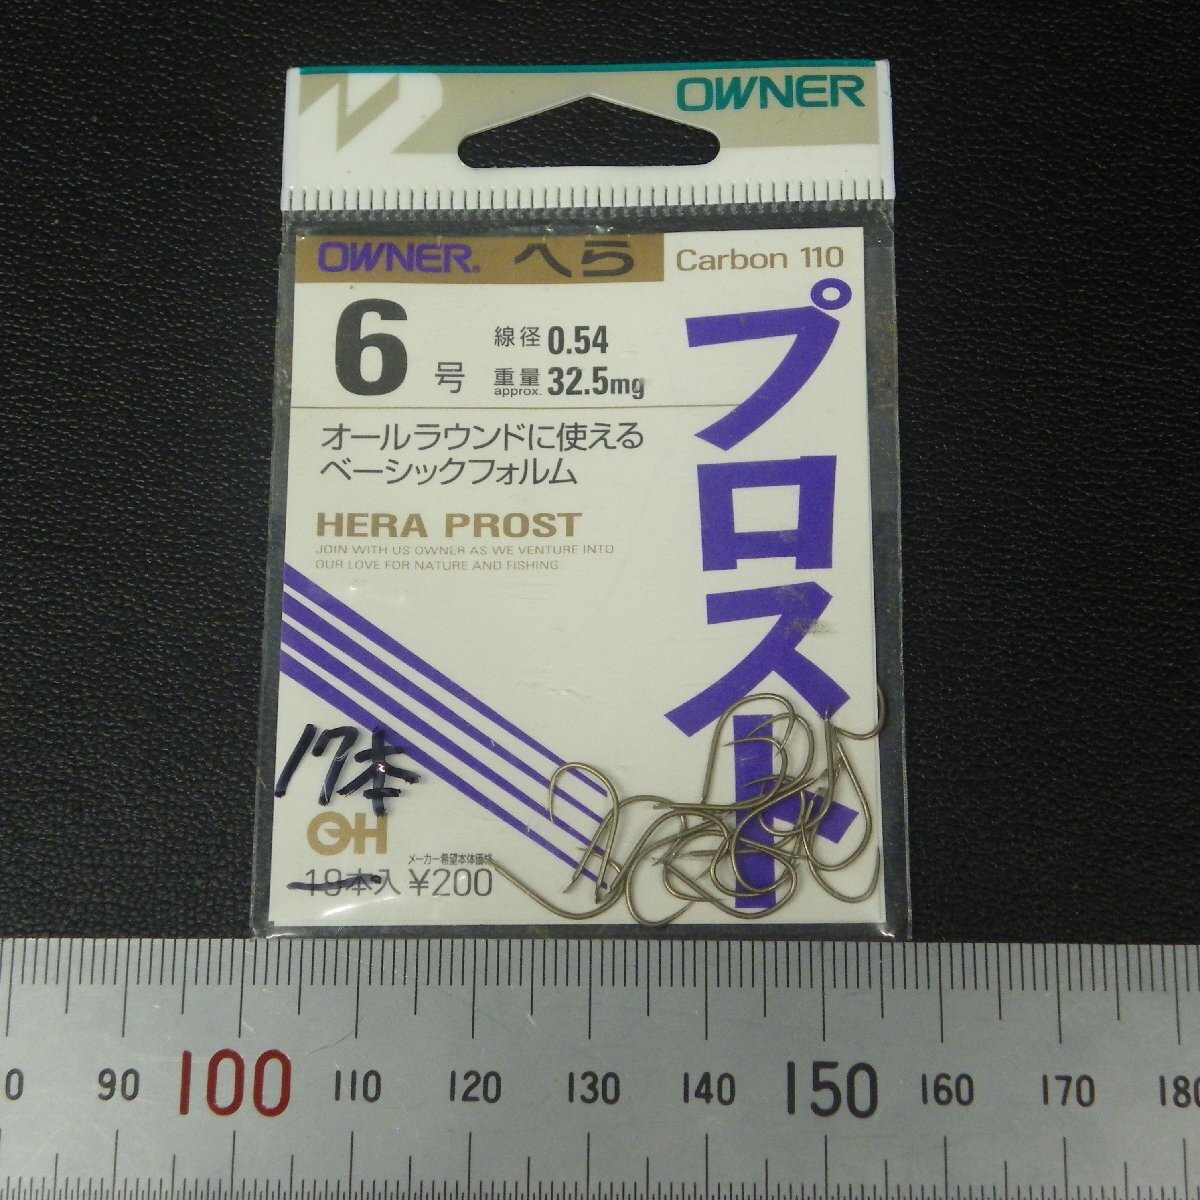 OWNER
OWNER® へら
Carbon 110
6号
線径 0.54
重量 approx. 32.5mg
プロスト
オールラウンドに使える
ベーシックフォルム
HERA PROST
JOIN WITH US OWNER AS WE VENTURE INTO
OUR LOVE FOR NATURE AND FISHING.
17本
OH
メーカー希望本体価格
19本入 ¥200
0 90 100 110 120 130 140 150 160 170 180